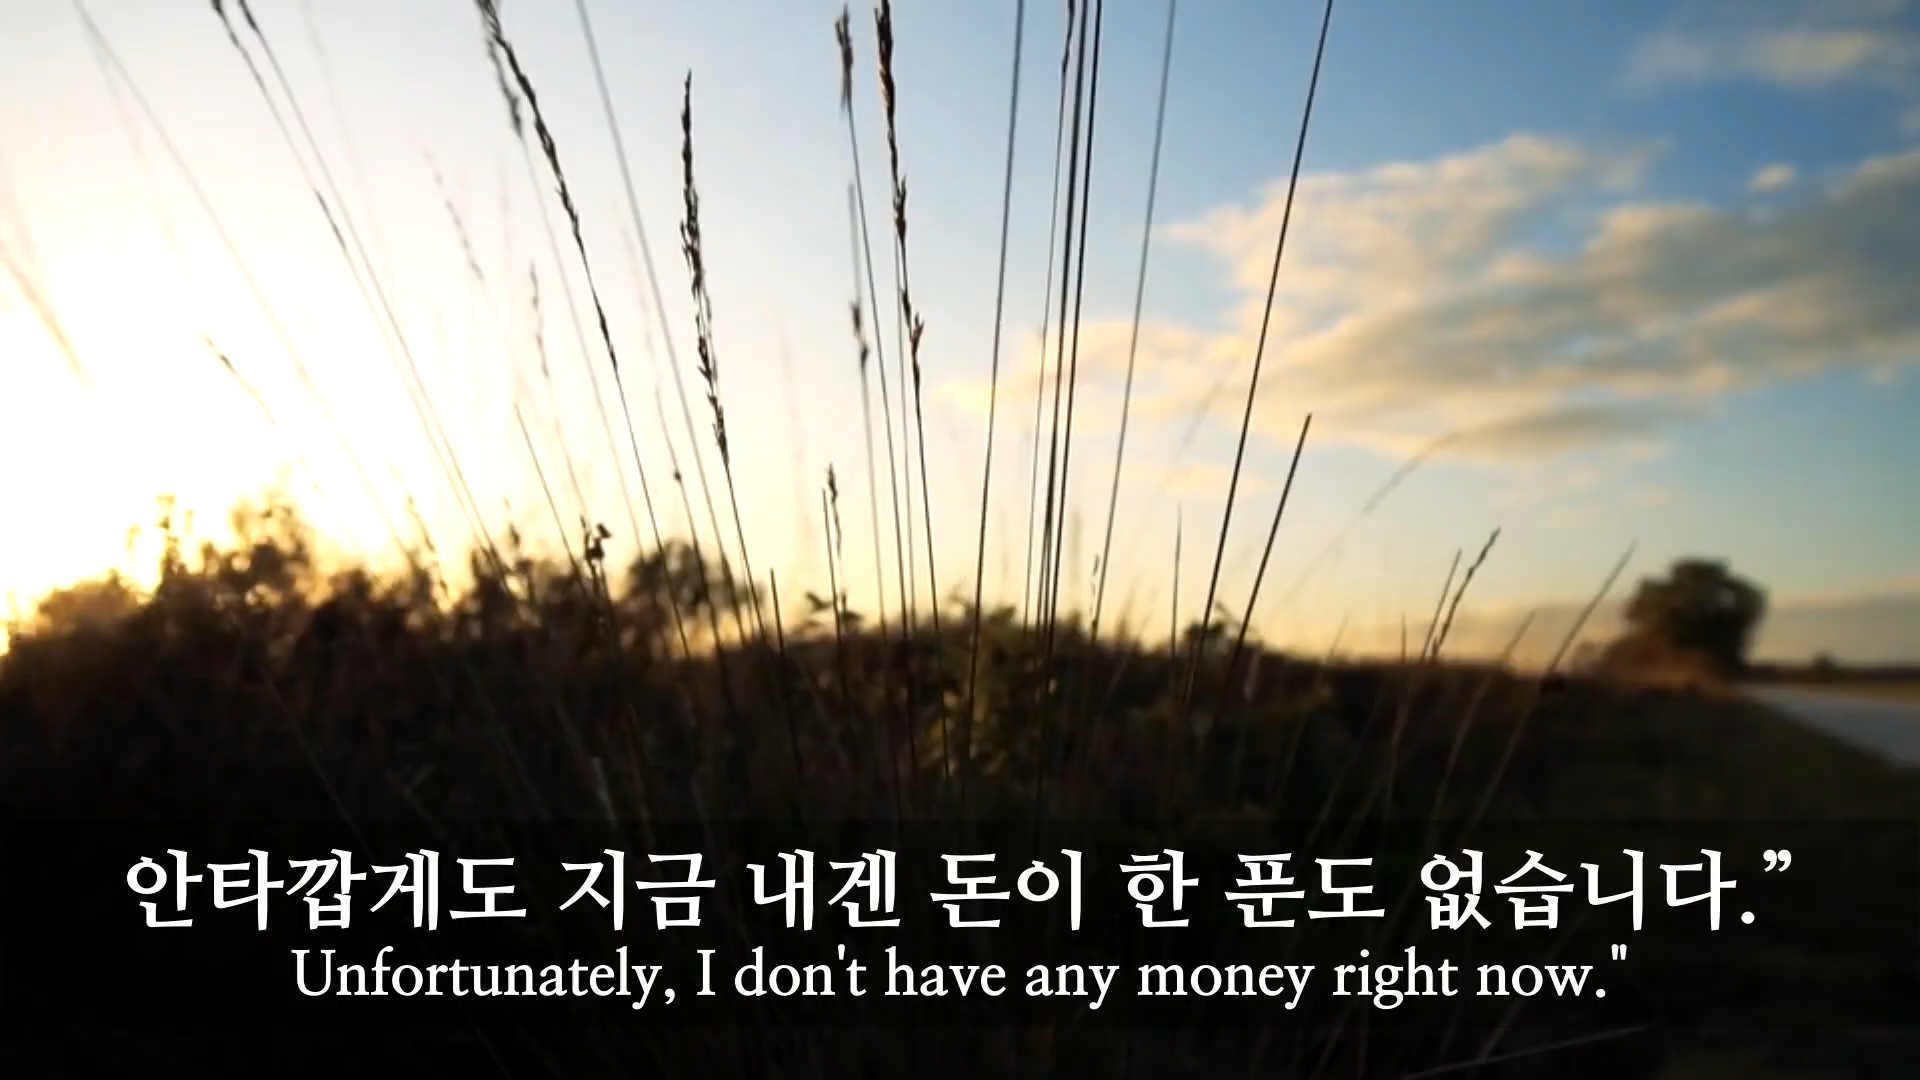 안타깝게도 지금 내겐 돈이 한 푼도 없습니다.”
Unfortunately, I don't have any money right now."